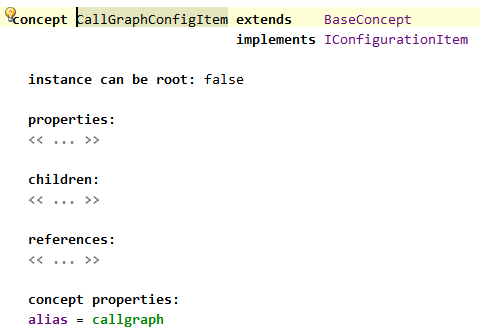 concept CallGraphConfigItem extends BaseConcept
implements IConfigurationItem
instance can be root: false
properties:
<< ... >>
children:
<< ... >>
references:
<< ... >>
concept properties:
alias = callgraph